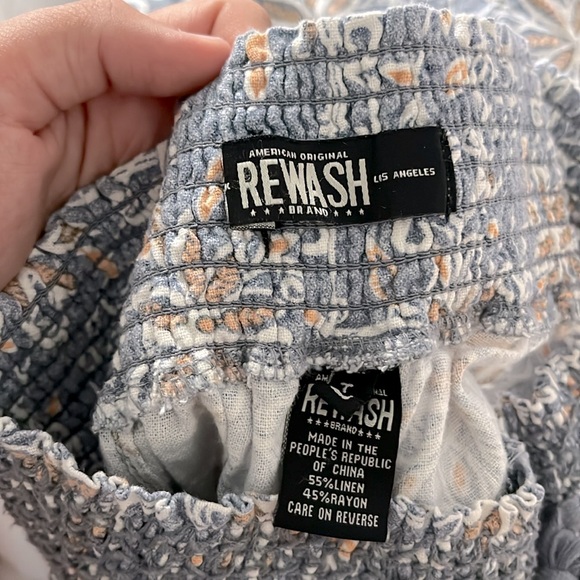 AMERICAN ORIGINAL
REWASH
LIS ANGELES
★ ★ ★ BRAND ★ ★ ★
REWASH
★★★BRAND★★★
MADE IN THE
PEOPLE'S REPUBLIC
OF CHINA
55%LINEN
45%RAYON
CARE ON REVERSE